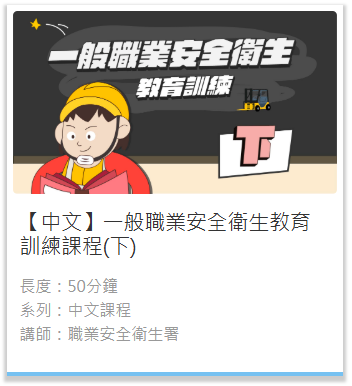 一般職業安全衛生
教育訓練
下
【中文】一般職業安全衛生教育
訓練課程(下)
長度：50分鐘
系列：中文課程
講師：職業安全衛生署